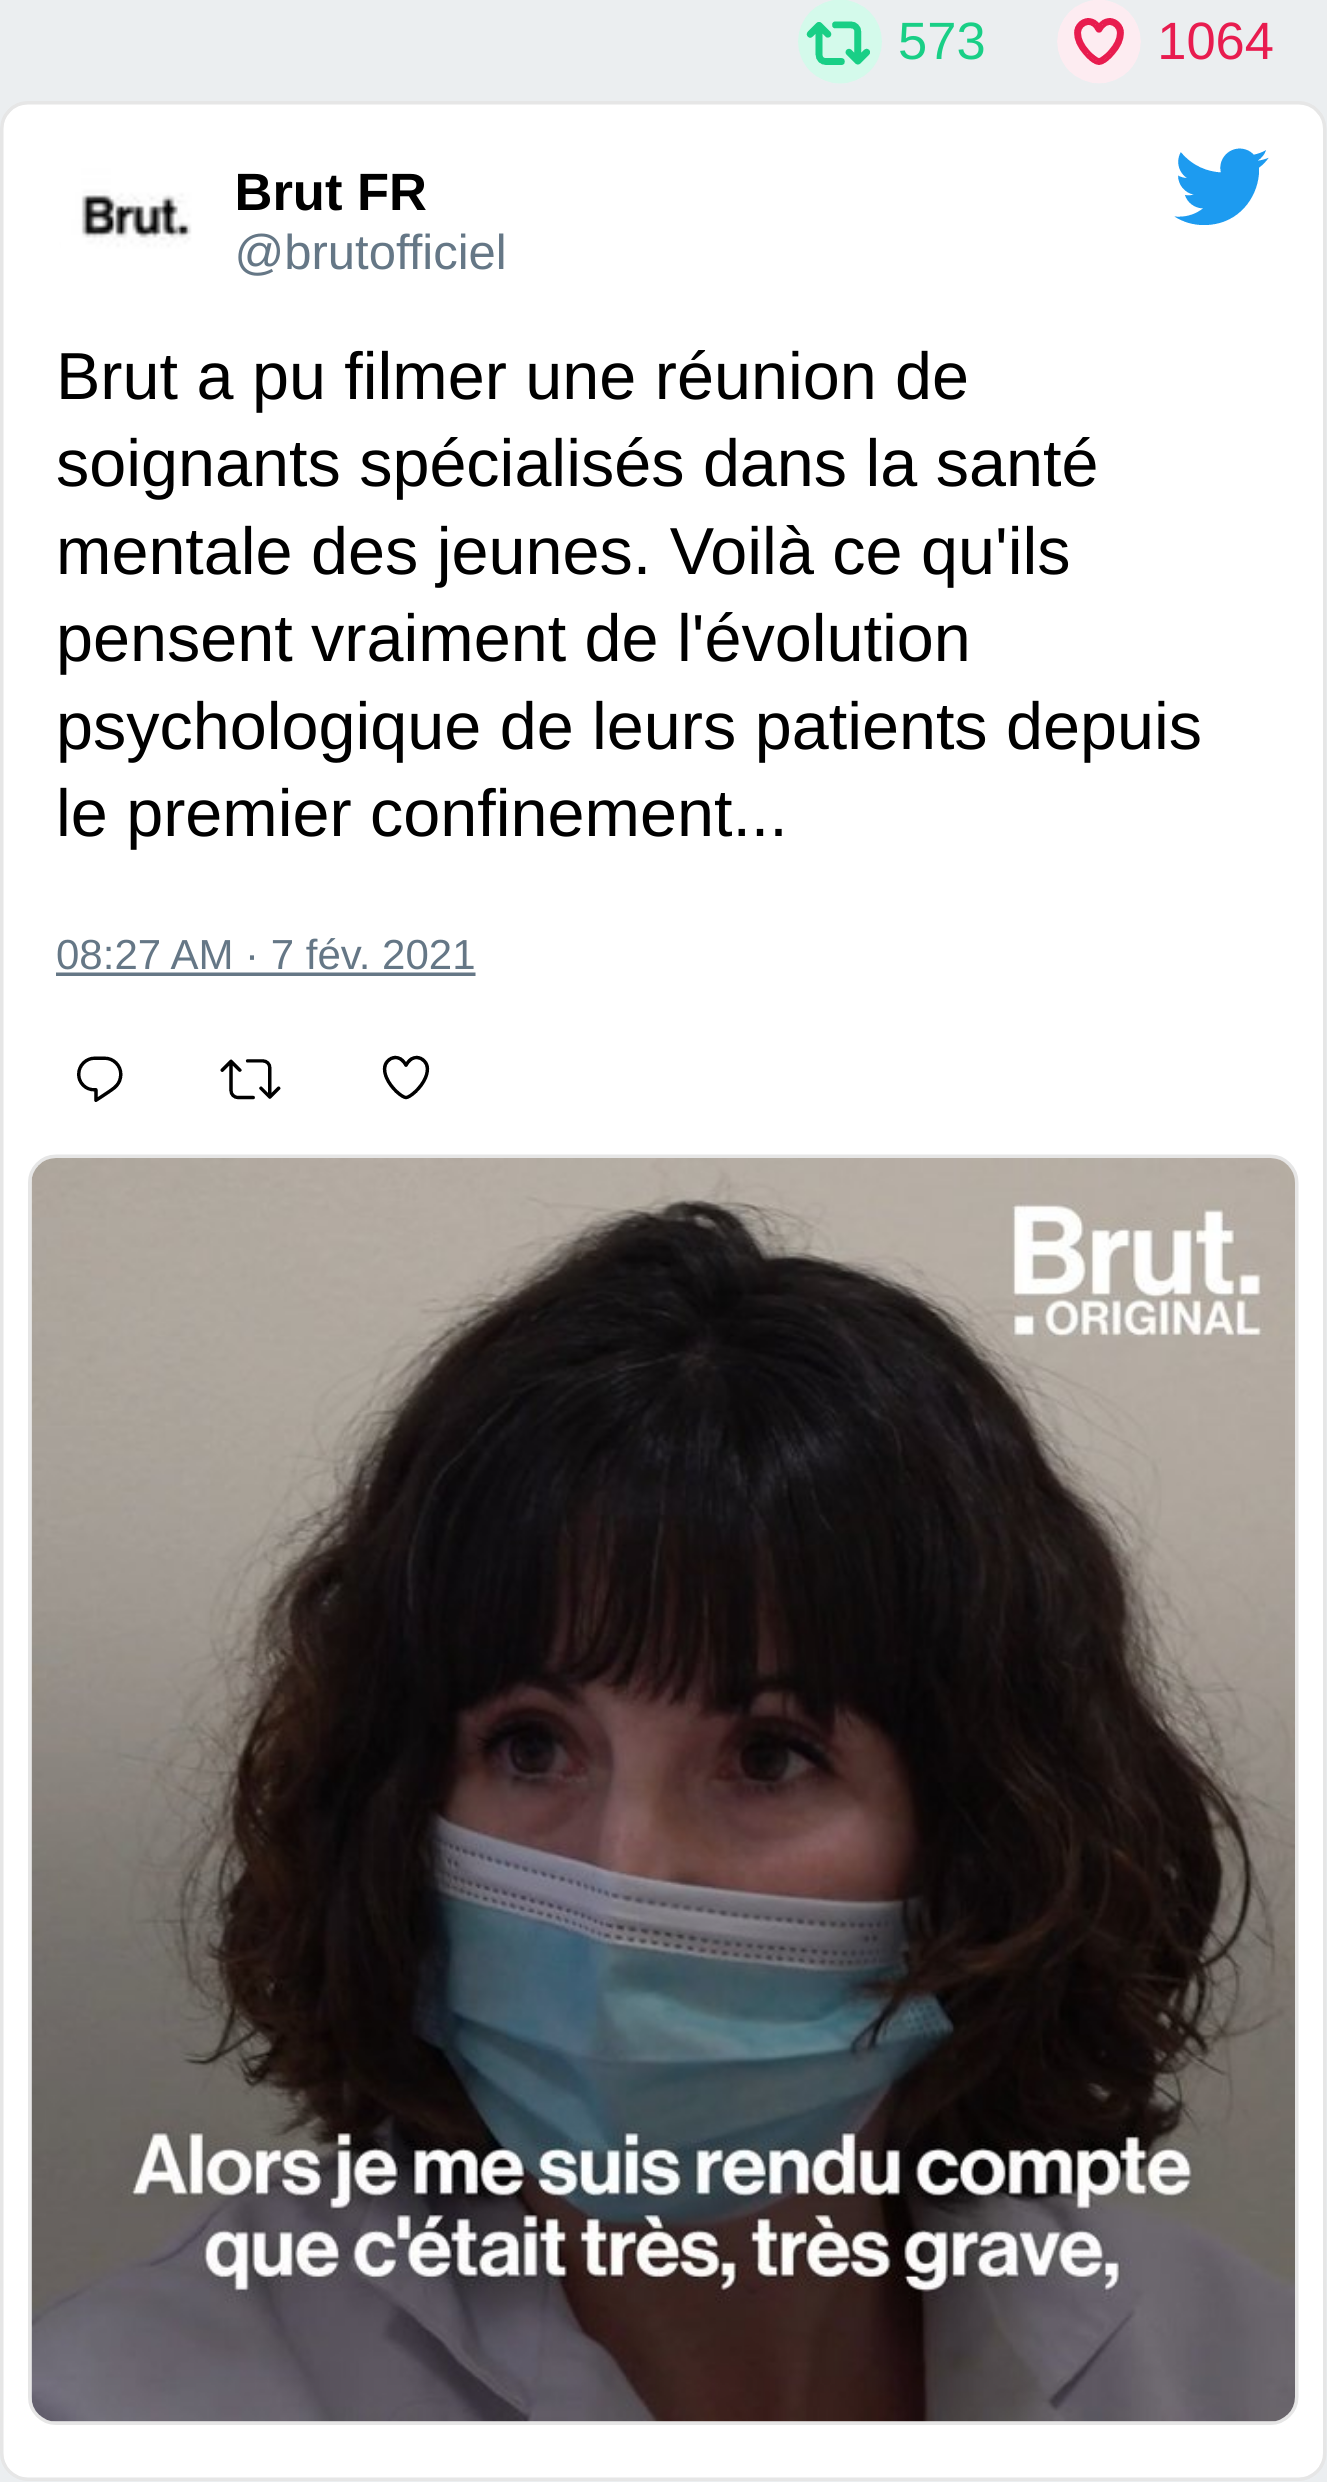 573 1064
Brut.
Brut FR
@brutofficiel
Brut a pu filmer une réunion de
soignants spécialisés dans la santé
mentale des jeunes. Voilà ce qu'ils
pensent vraiment de l'évolution
psychologique de leurs patients depuis
le premier confinement...
08:27 AM · 7 fév. 2021
Brut.
ORIGINAL
Alors je me suis rendu compte
que c'était très, très grave,